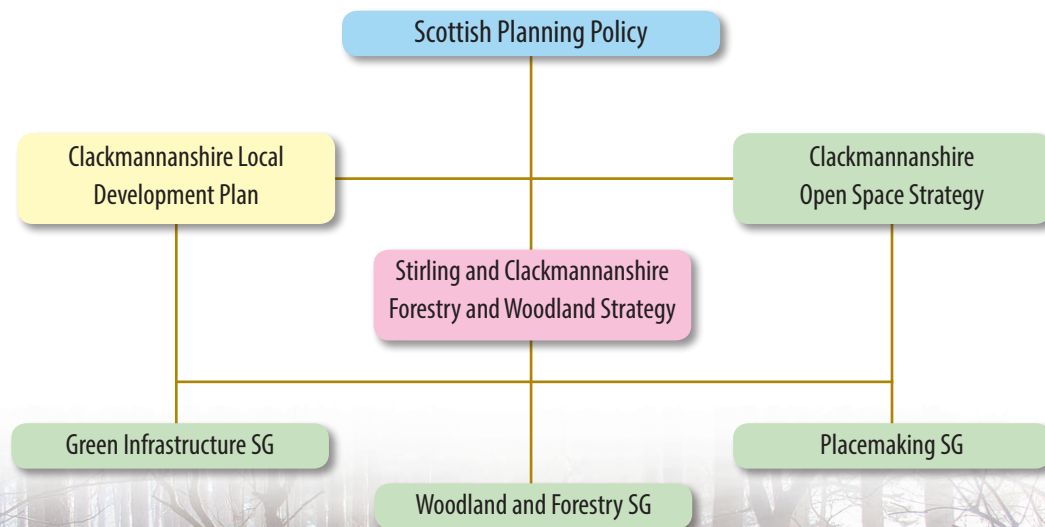 Scottish Planning Policy
Clackmannanshire Local
Development Plan
Clackmannanshire
Open Space Strategy
Stirling and Clackmannanshire
Forestry and Woodland Strategy
Green Infrastructure SG
Placemaking SG
Woodland and Forestry SG